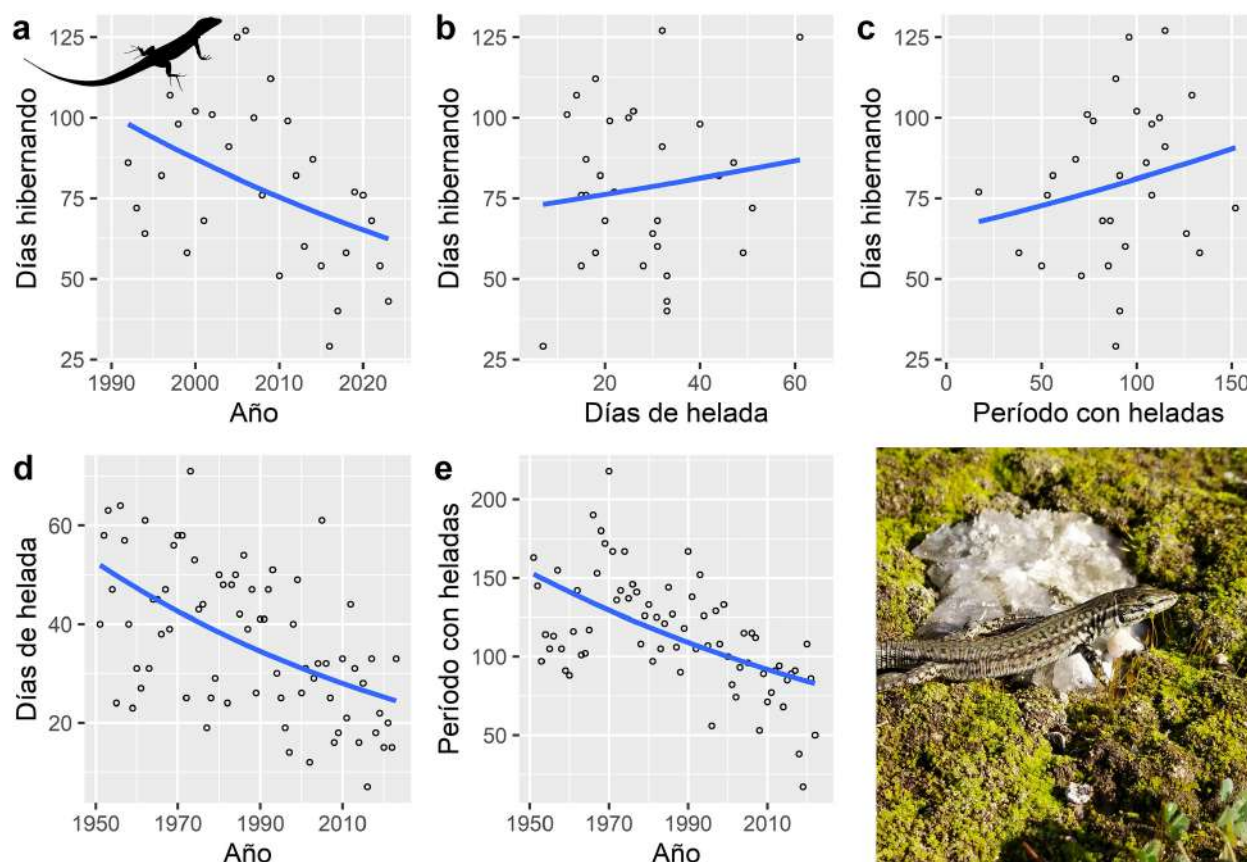 a
125
100
75
50
25
Días hibernando
1990 2000 2010 2020
Año
b
125
100
75
50
25
Días hibernando
20 40 60
Días de helada
c
125
100
75
50
25
Días hibernando
0 50 100 150
Período con heladas
d
60
40
20
Días de helada
1950 1970 1990 2010
Año
e
200
150
100
50
Período con heladas
1950 1970 1990 2010
Año